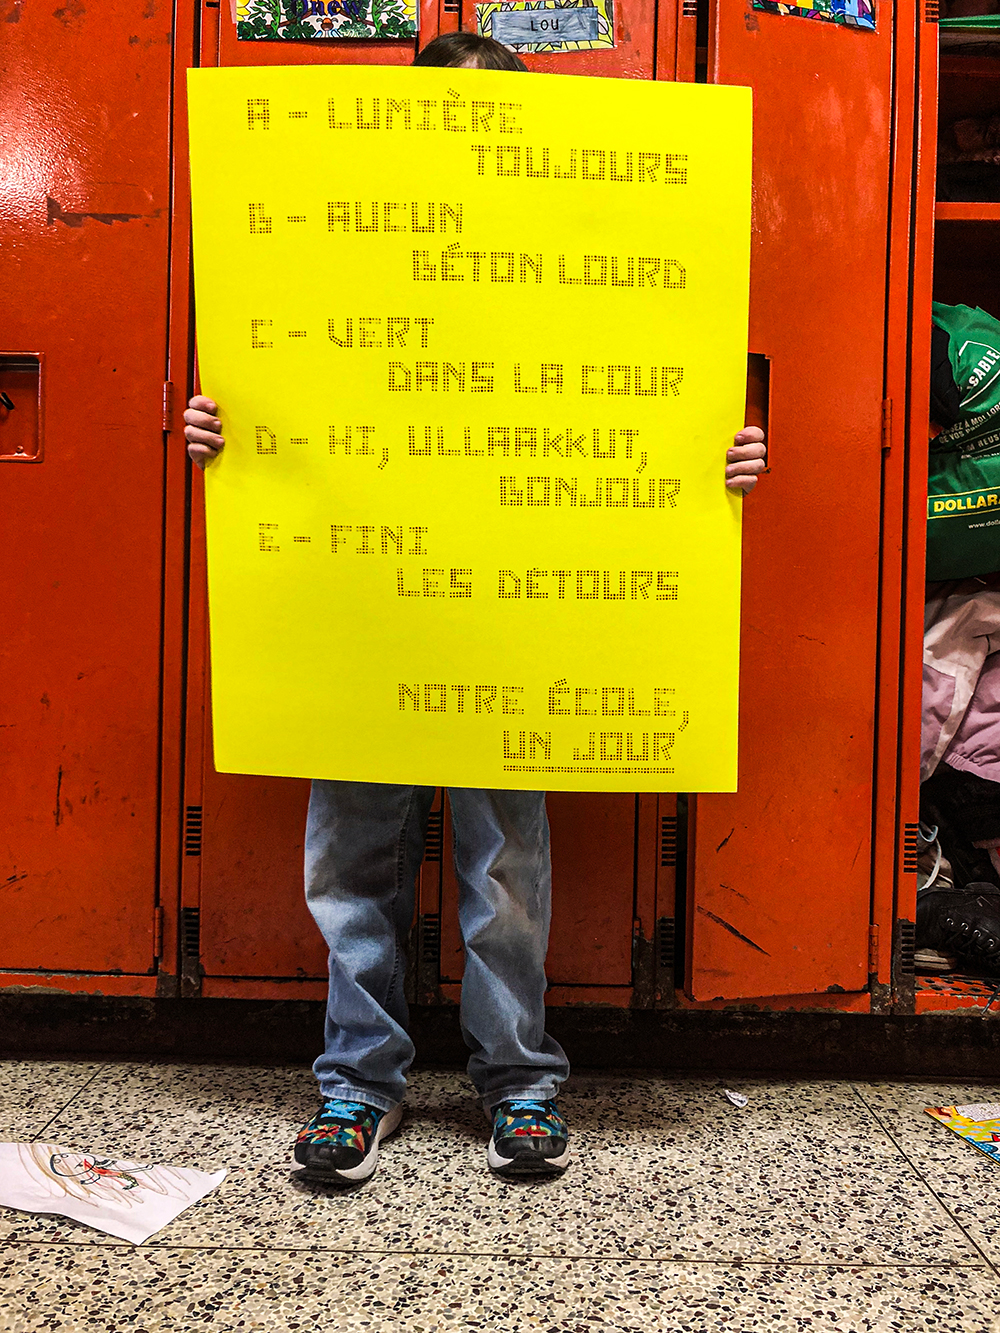 Onew
LOU
A - LUMIÈRE
TOUJOURS
B - AUCUN
BÉTON LOURD
C - VERT
DANS LA COUR
D - HI, ULLAAKKUT,
BONJOUR
E - FINI
LES DÉTOURS
NOTRE ÉCOLE,
UN JOUR
DOLLAR